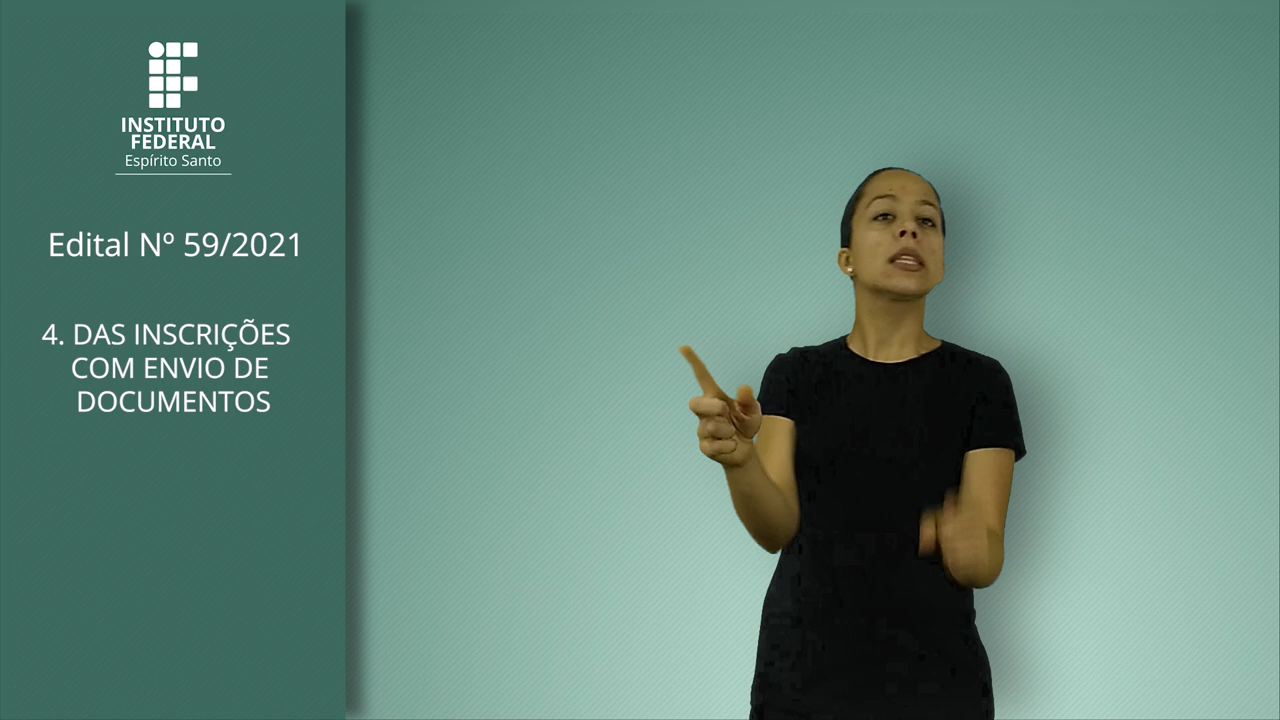 INSTITUTO
FEDERAL
Espírito Santo
Edital Nº 59/2021
4. DAS INSCRIÇÕES
COM ENVIO DE
DOCUMENTOS